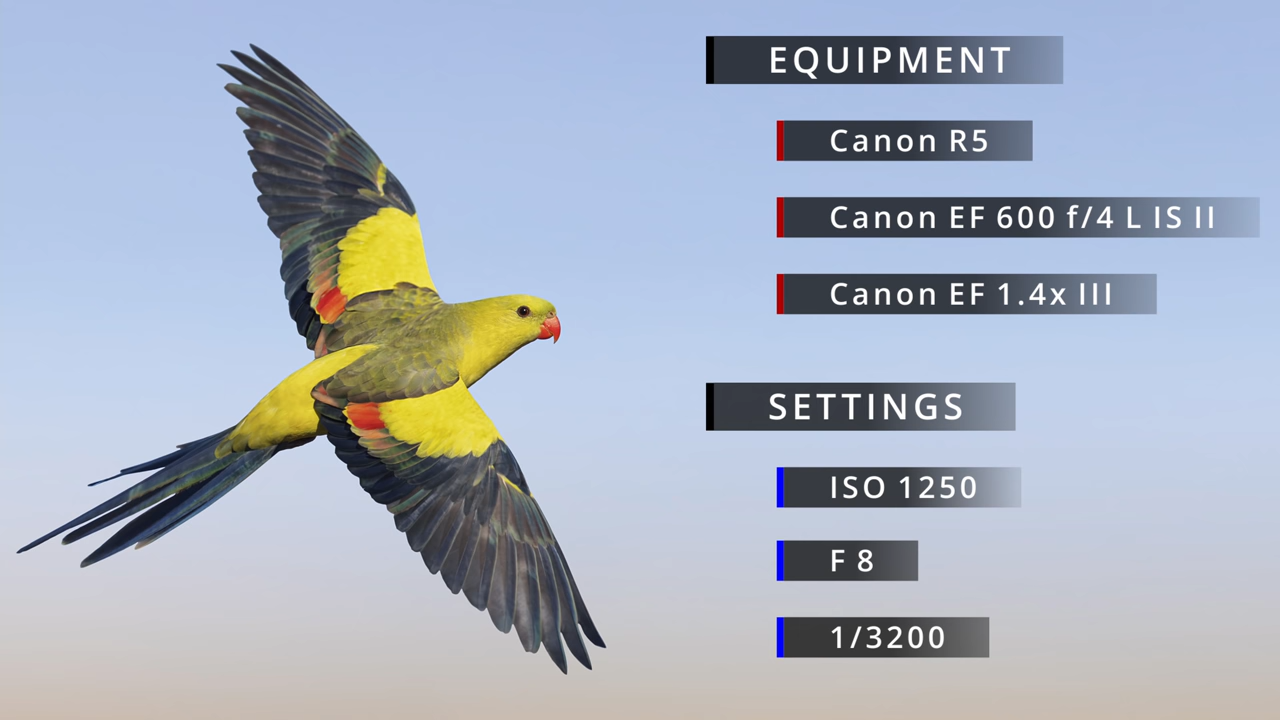 EQUIPMENT
Canon R5
Canon EF 600 f/4 L IS II
Canon EF 1.4x III
SETTINGS
ISO 1250
F 8
1/3200